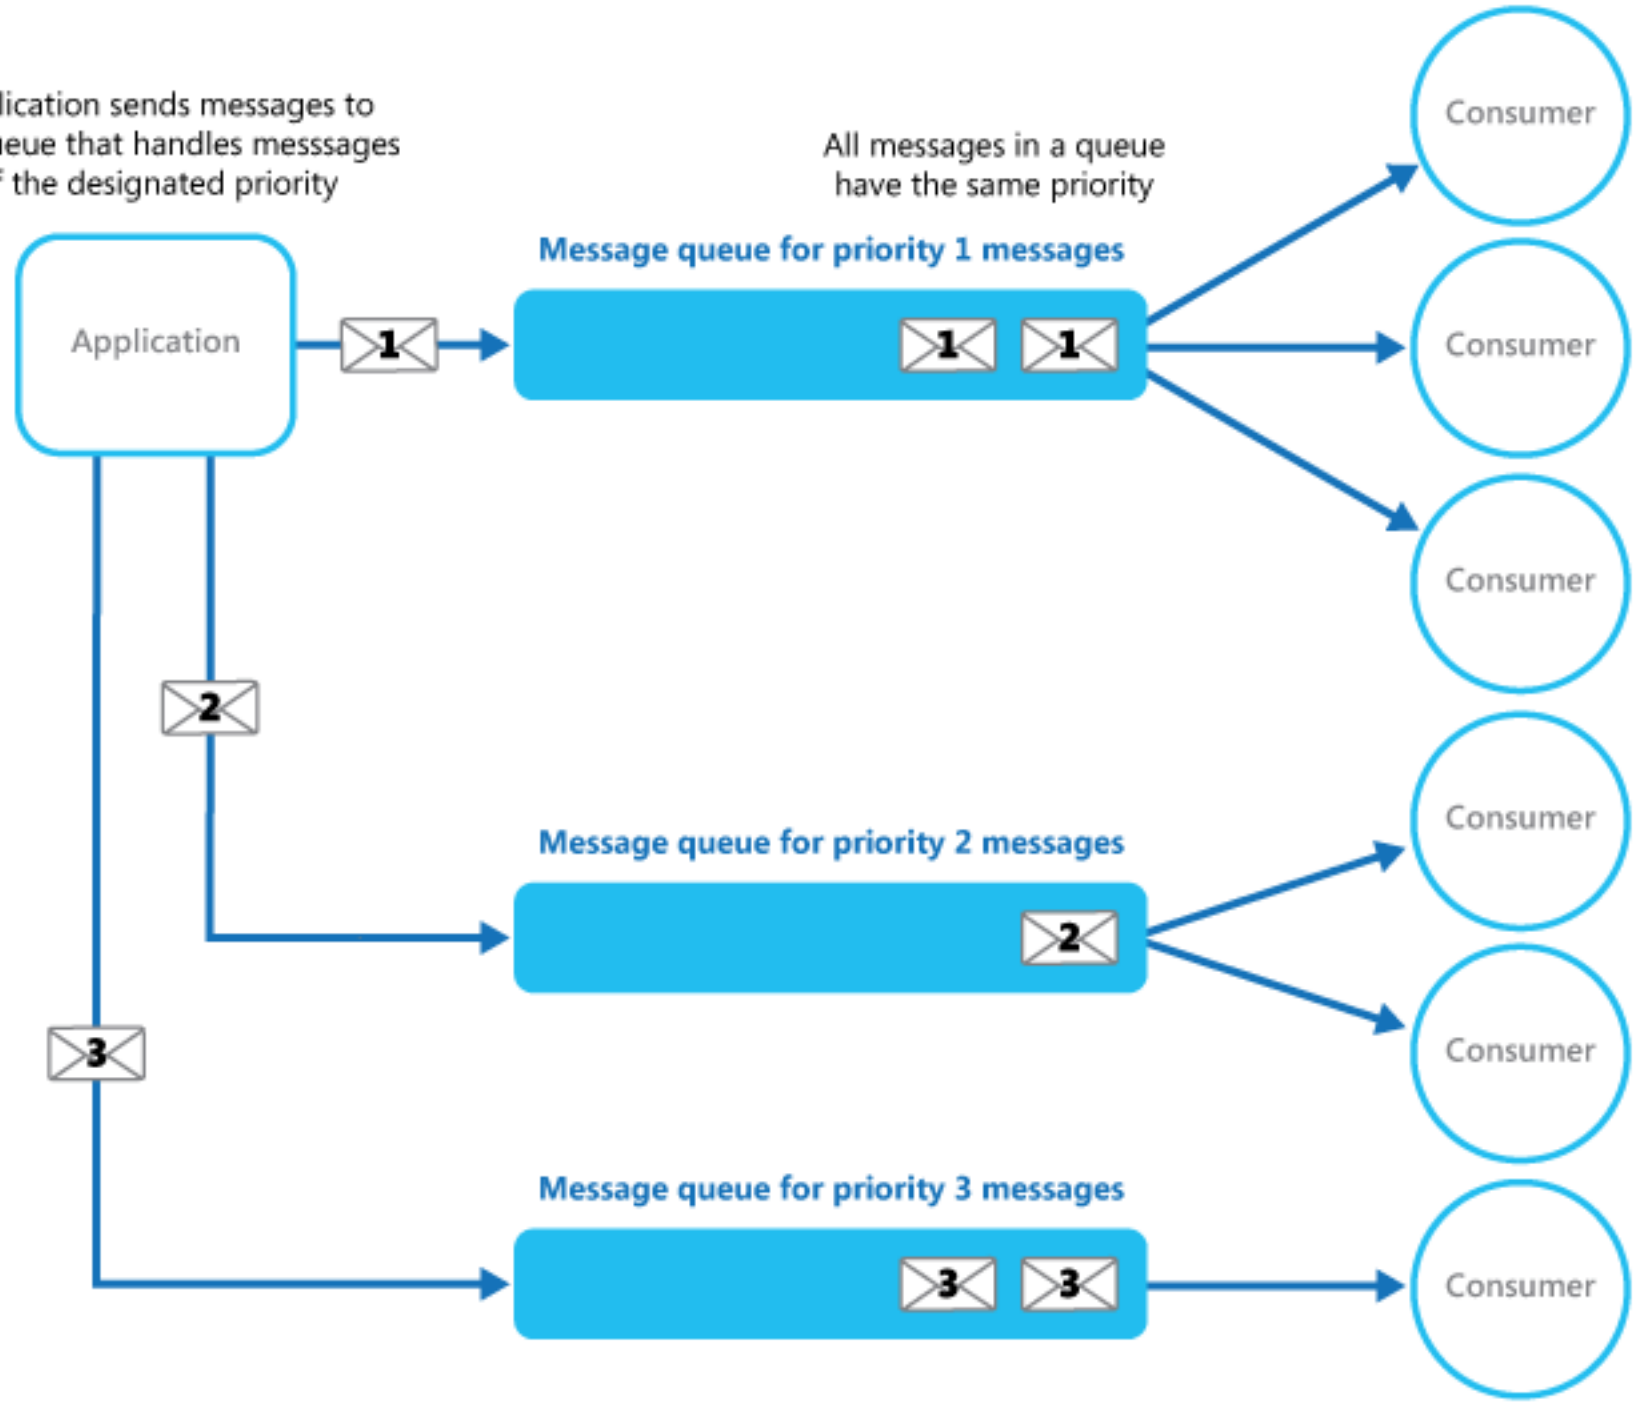 lication sends messages to
eue that handles messsages
f the designated priority
All messages in a queue
have the same priority
Consumer
Message queue for priority 1 messages
Application
1
1
1
Consumer
Consumer
2
Message queue for priority 2 messages
2
Consumer
Consumer
3
Message queue for priority 3 messages
3
3
Consumer